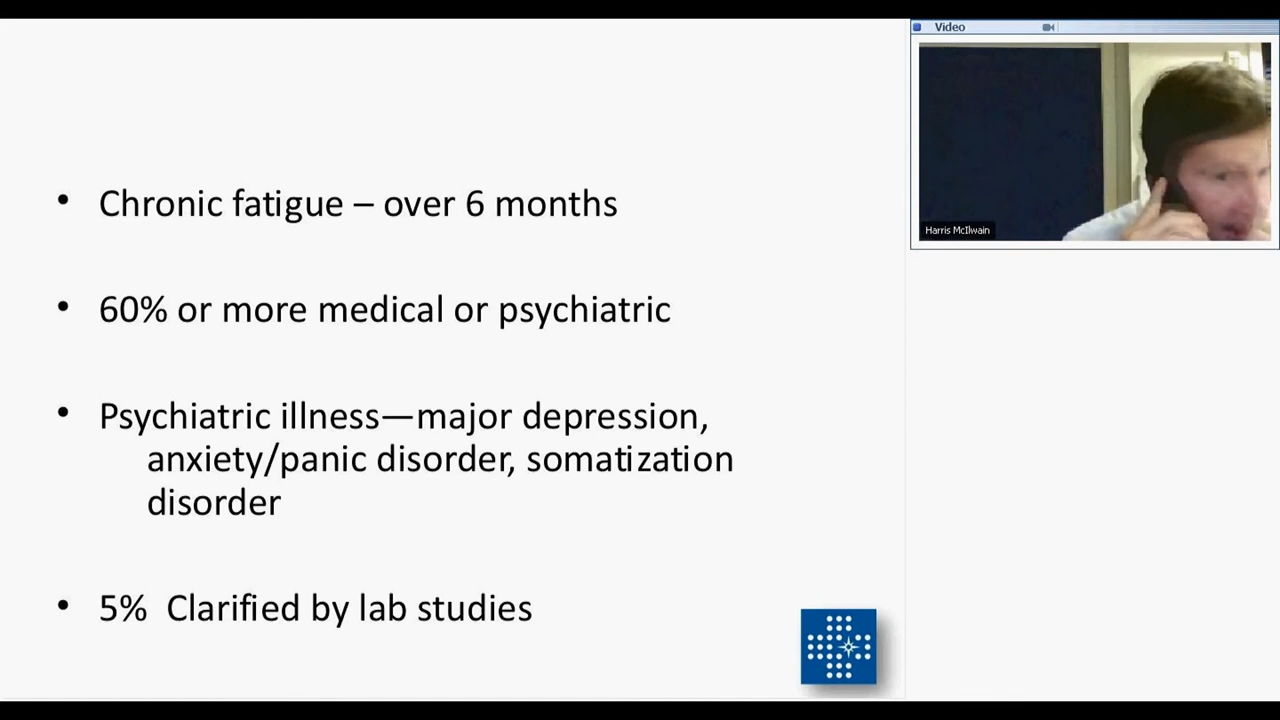 • Chronic fatigue – over 6 months
• 60% or more medical or psychiatric
• Psychiatric illness—major depression,
anxiety/panic disorder, somatization
disorder
• 5%  Clarified by lab studies
Video
Harris McIlwain